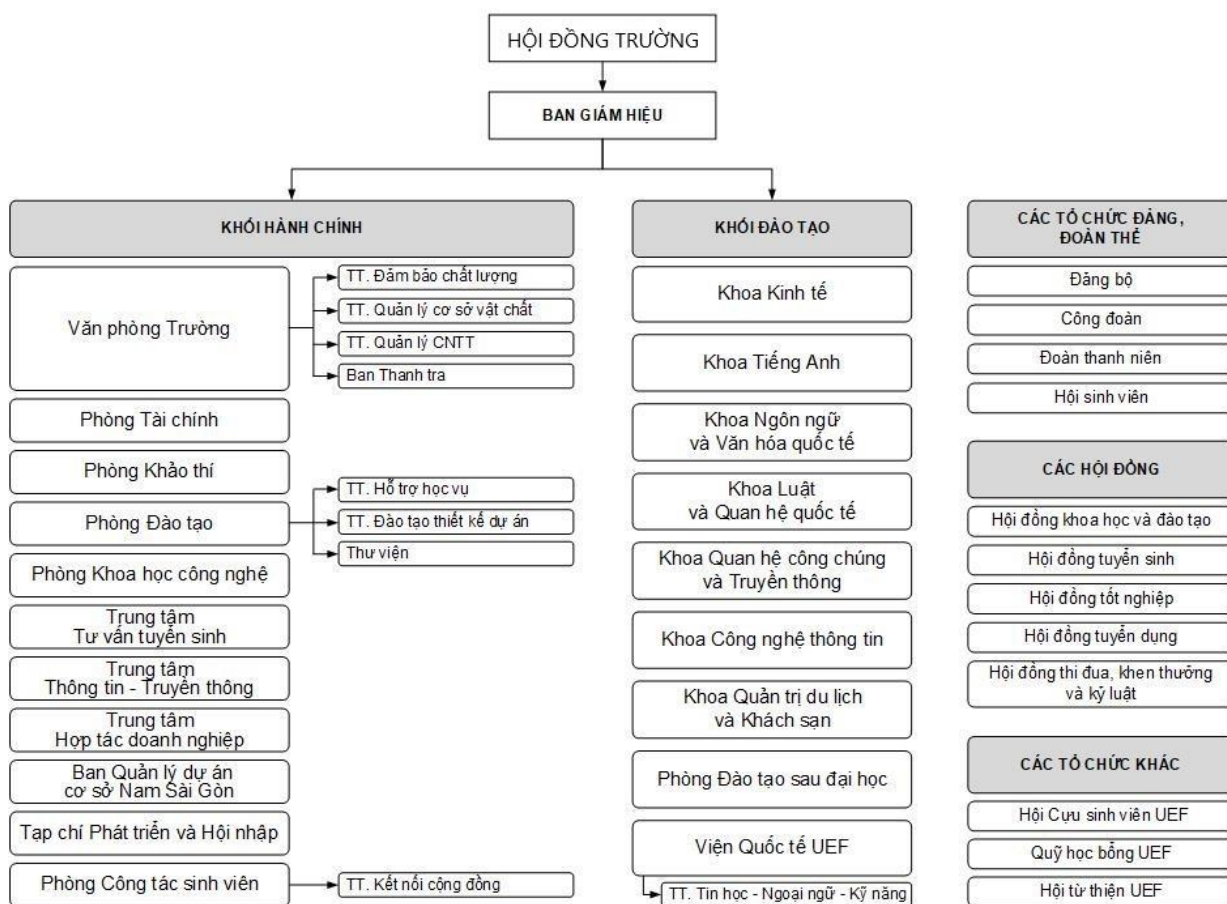 HỘI ĐỒNG TRƯỜNG
BAN GIÁM HIỆU
KHỐI HÀNH CHÍNH
Văn phòng Trường
TT. Đảm bảo chất lượng
TT. Quản lý cơ sở vật chất
TT. Quản lý CNTT
Ban Thanh tra
Phòng Tài chính
Phòng Khảo thí
Phòng Đào tạo
TT. Hỗ trợ học vụ
TT. Đào tạo thiết kế dự án
Thư viện
Phòng Khoa học công nghệ
Trung tâm
Tư vấn tuyển sinh
Trung tâm
Thông tin - Truyền thông
Trung tâm
Hợp tác doanh nghiệp
Ban Quản lý dự án
cơ sở Nam Sài Gòn
Tạp chí Phát triển và Hội nhập
Phòng Công tác sinh viên
TT. Kết nối cộng đồng
KHỐI ĐÀO TẠO
Khoa Kinh tế
Khoa Tiếng Anh
Khoa Ngôn ngữ
và Văn hóa quốc tế
Khoa Luật
và Quan hệ quốc tế
Khoa Quan hệ công chúng
và Truyền thông
Khoa Công nghệ thông tin
Khoa Quản trị du lịch
và Khách sạn
Phòng Đào tạo sau đại học
Viện Quốc tế UEF
TT. Tin học - Ngoại ngữ - Kỹ năng
CÁC TỔ CHỨC ĐẢNG,
ĐOÀN THỂ
Đảng bộ
Công đoàn
Đoàn thanh niên
Hội sinh viên
CÁC HỘI ĐỒNG
Hội đồng khoa học và đào tạo
Hội đồng tuyển sinh
Hội đồng tốt nghiệp
Hội đồng tuyển dụng
Hội đồng thi đua, khen thưởng
và kỷ luật
CÁC TỔ CHỨC KHÁC
Hội Cựu sinh viên UEF
Quỹ học bổng UEF
Hội từ thiện UEF